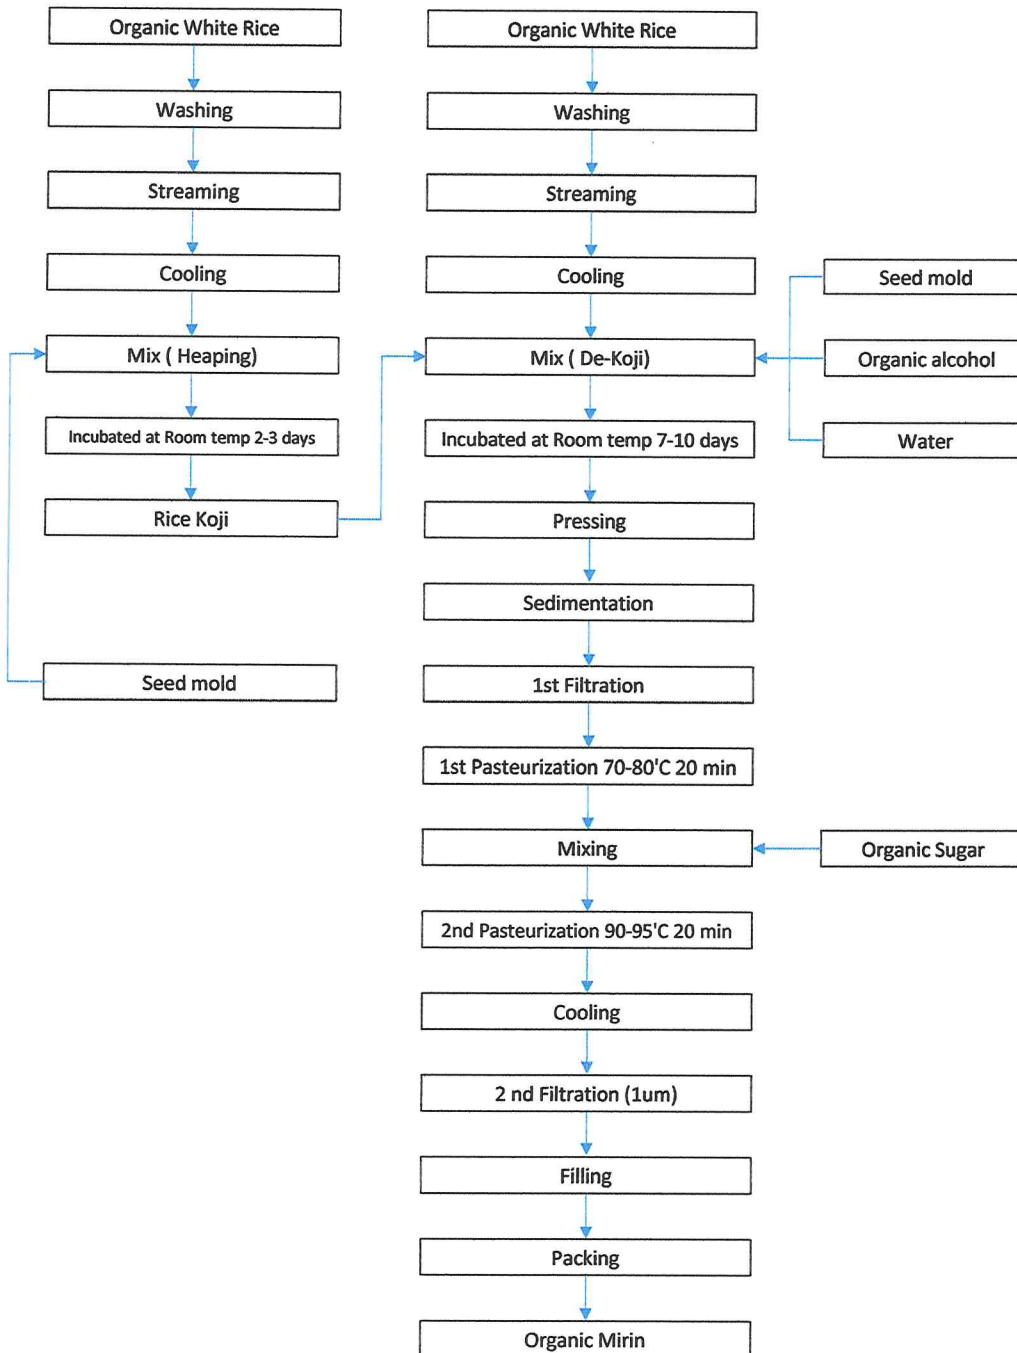 Organic White Rice
Washing
Streaming
Cooling
Mix ( Heaping)
Incubated at Room temp 2-3 days
Rice Koji
Seed mold
Organic White Rice
Washing
Streaming
Cooling
Mix ( De-Koji)
Incubated at Room temp 7-10 days
Pressing
Sedimentation
1st Filtration
1st Pasteurization 70-80'C 20 min
Mixing
2nd Pasteurization 90-95'C 20 min
Cooling
2 nd Filtration (1um)
Filling
Packing
Organic Mirin
Seed mold
Organic alcohol
Water
Organic Sugar